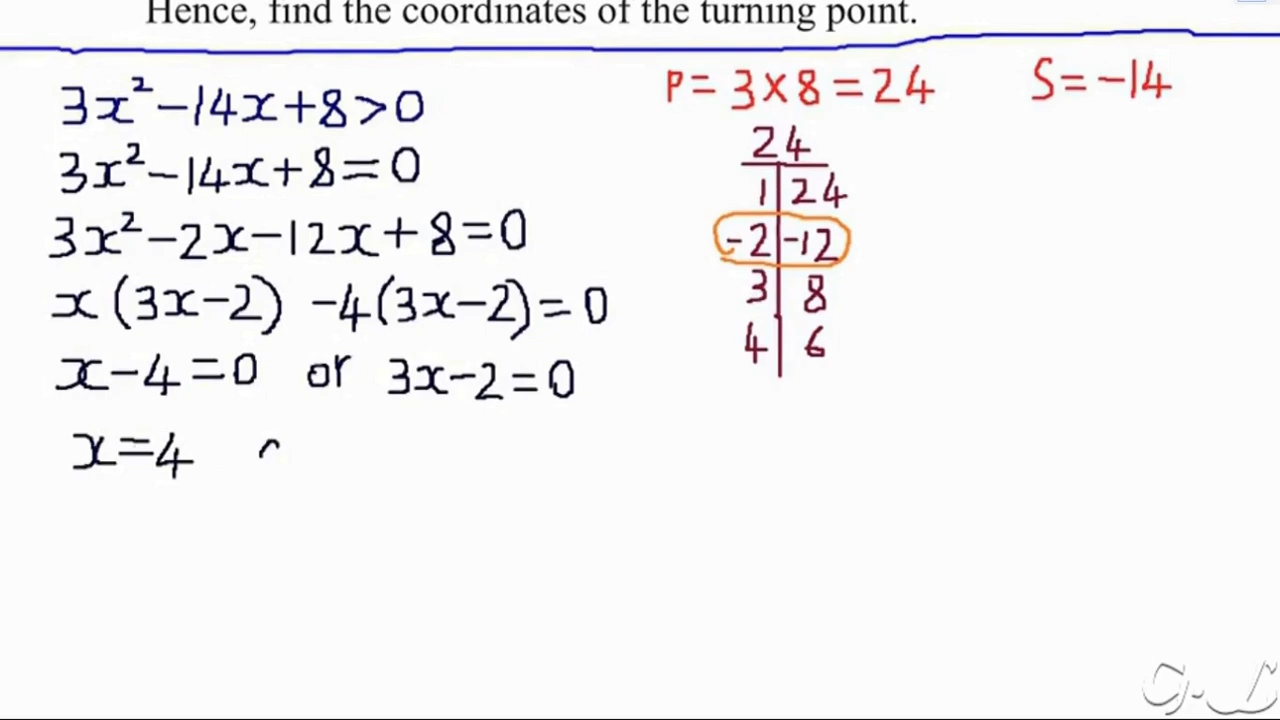 Hence, find the coordinates of the turning point.
3x² - 14x + 8 > 0
3x² - 14x + 8 = 0
3x² - 2x - 12x + 8 = 0
x (3x - 2) - 4(3x - 2) = 0
x - 4 = 0 or 3x - 2 = 0
x = 4
P = 3 × 8 = 24 S = -14
24
1 | 24
-2 | -12
3 | 8
4 | 6